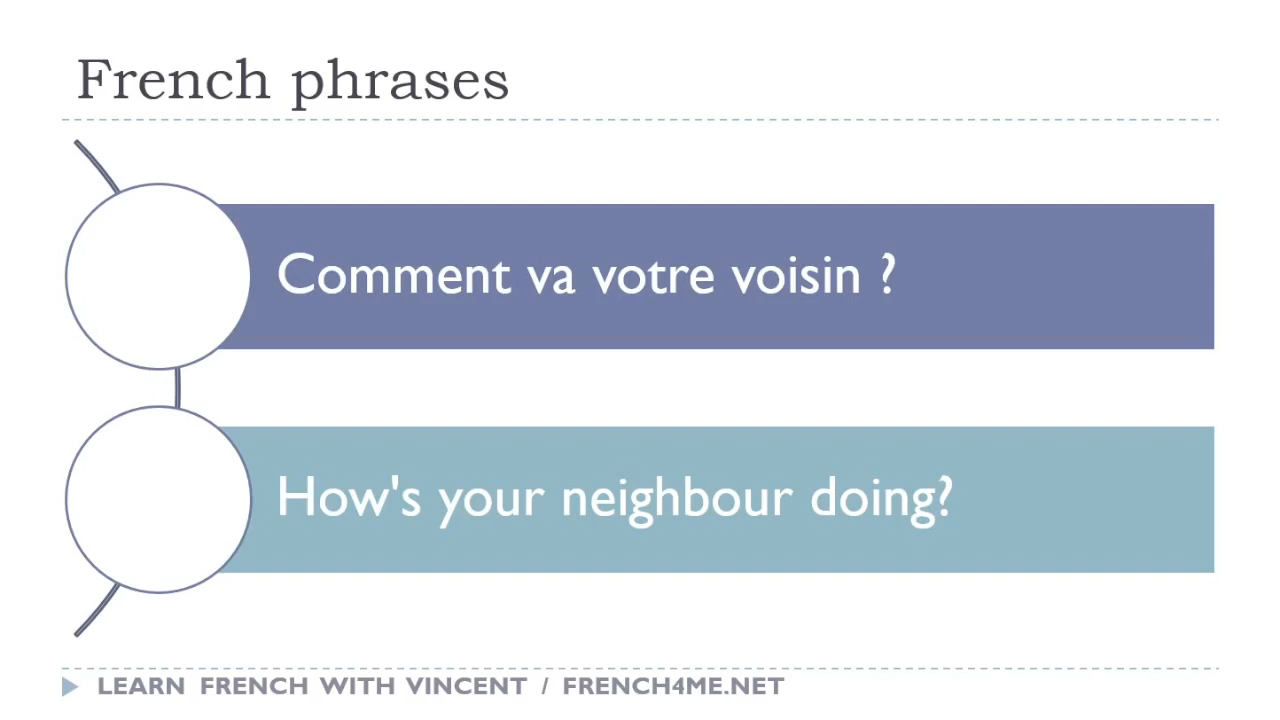 French phrases
Comment va votre voisin ?
How's your neighbour doing?
LEARN FRENCH WITH VINCENT / FRENCH4ME.NET